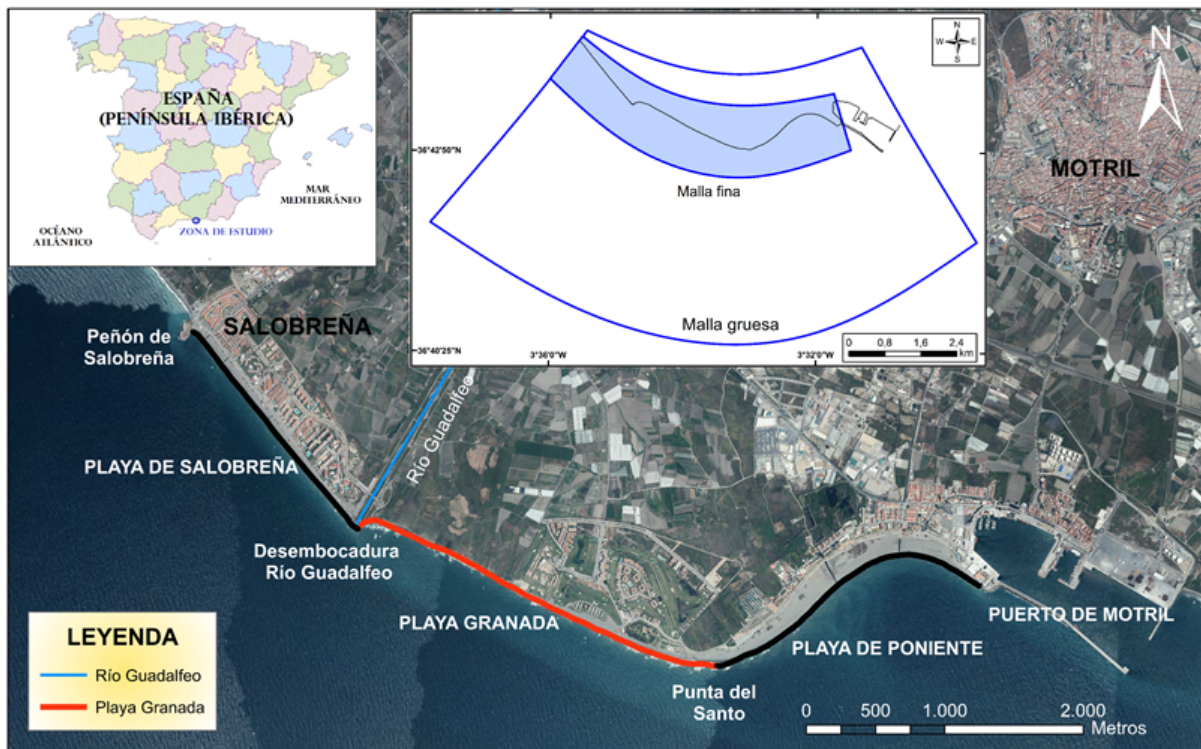 ESPAÑA
(PENÍNSULA IBÉRICA)
MAR
MEDITERRÁNEO
OCÉANO
ATLÁNTICO
ZONA DE ESTUDIO
N
W E
S
36°42'50"N
Malla fina
Malla gruesa
36°40'25"N
3°36'0"W
3°32'0"W
0 0,8 1,6 2,4
km
N
MOTRIL
Peñón de
Salobreña
SALOBREÑA
PLAYA DE SALOBREÑA
Río Guadalfeo
Desembocadura
Río Guadalfeo
PLAYA GRANADA
PUERTO DE MOTRIL
PLAYA DE PONIENTE
Punta del
Santo
LEYENDA
Río Guadalfeo
Playa Granada
0 500 1.000 2.000
Metros